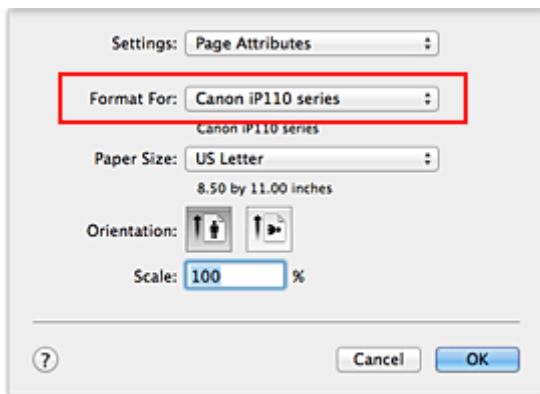 Settings: Page Attributes
Format For: Canon iP110 series
Canon iP110 series
Paper Size: US Letter
8.50 by 11.00 inches
Orientation:
Scale: 100 %
? Cancel OK